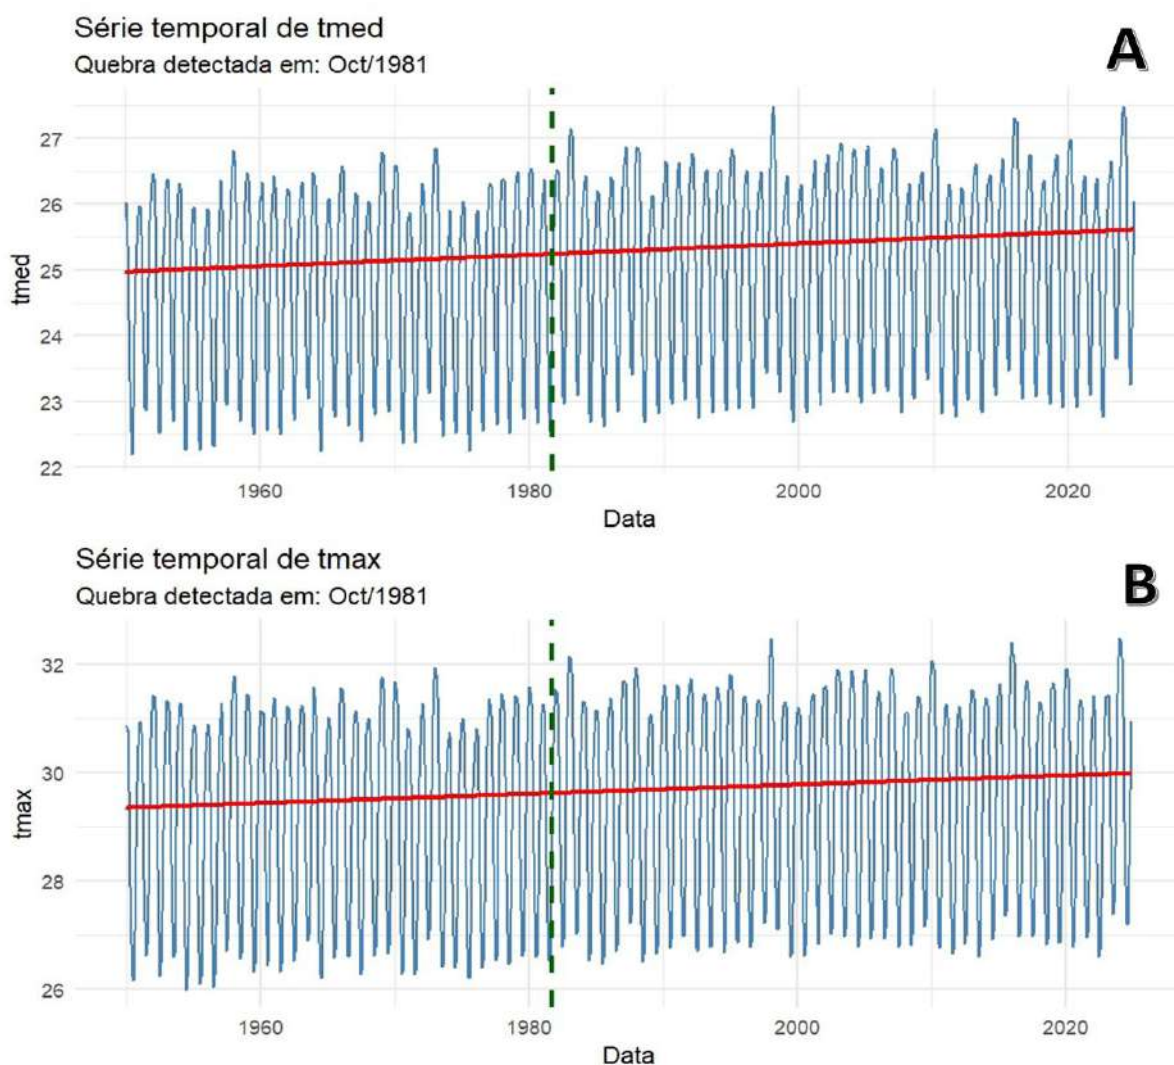 Série temporal de tmed
Quebra detectada em: Oct/1981
A
27
26
25
24
23
22
tmed
1960
1980
2000
2020
Data
Série temporal de tmax
Quebra detectada em: Oct/1981
B
32
30
28
26
tmax
1960
1980
2000
2020
Data